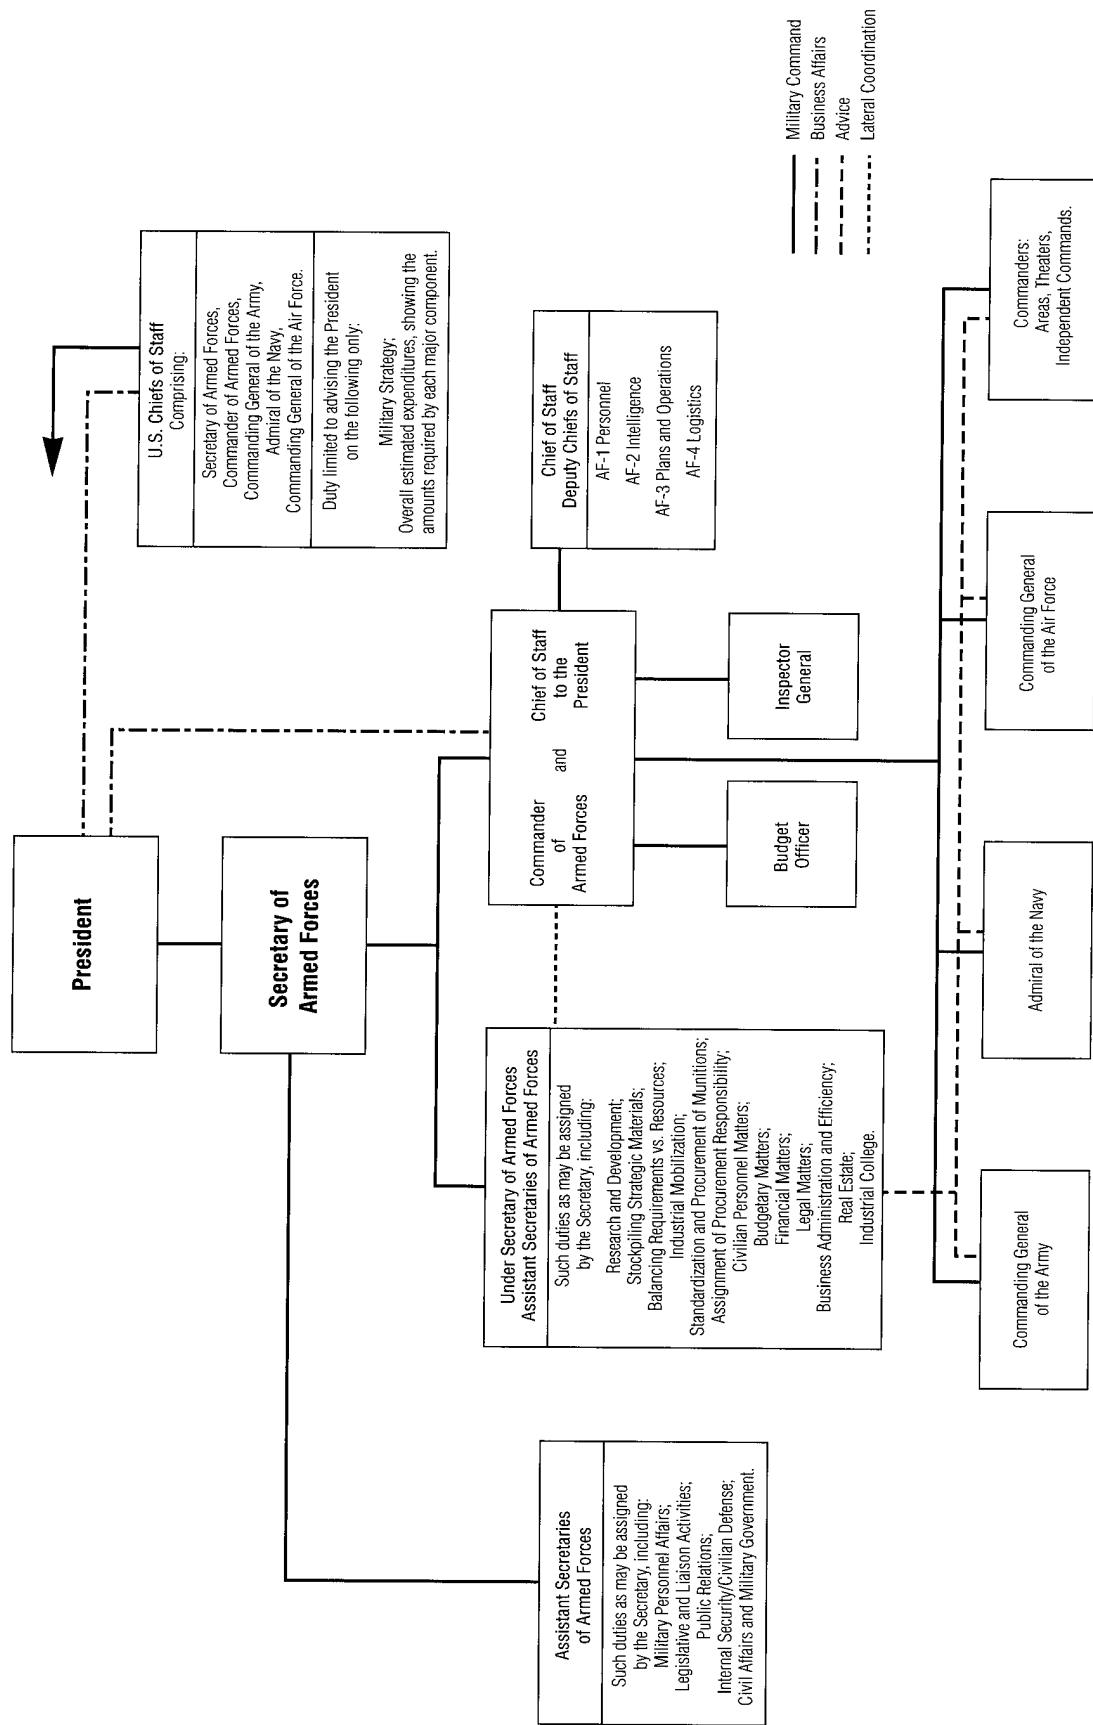 President
Secretary of
Armed Forces
U.S. Chiefs of Staff
Comprising:
Secretary of Armed Forces,
Commander of Armed Forces,
Commanding General of the Army,
Admiral of the Navy,
Commanding General of the Air Force.
Duty limited to advising the President
on the following only:
Military Strategy;
Overall estimated expenditures, showing the
amounts required by each major component.
Assistant Secretaries
of Armed Forces
Such duties as may be assigned
by the Secretary, including:
Military Personnel Affairs;
Legislative and Liaison Activities;
Public Relations;
Internal Security/Civilian Defense;
Civil Affairs and Military Government.
Under Secretary of Armed Forces
Assistant Secretaries of Armed Forces
Such duties as may be assigned
by the Secretary, including:
Research and Development;
Stockpiling Strategic Materials;
Balancing Requirements vs. Resources;
Industrial Mobilization;
Standardization and Procurement of Munitions;
Assignment of Procurement Responsibility;
Civilian Personnel Matters;
Budgetary Matters;
Financial Matters;
Legal Matters;
Business Administration and Efficiency;
Real Estate;
Industrial College.
Commander
of
Armed Forces
and
Chief of Staff
to the
President
Chief of Staff
Deputy Chiefs of Staff
AF-1 Personnel
AF-2 Intelligence
AF-3 Plans and Operations
AF-4 Logistics
Budget
Officer
Inspector
General
Commanding General
of the Army
Admiral of the Navy
Commanding General
of the Air Force
Commanders:
Areas, Theaters,
Independent Commands.
Military Command
Business Affairs
Advice
Lateral Coordination